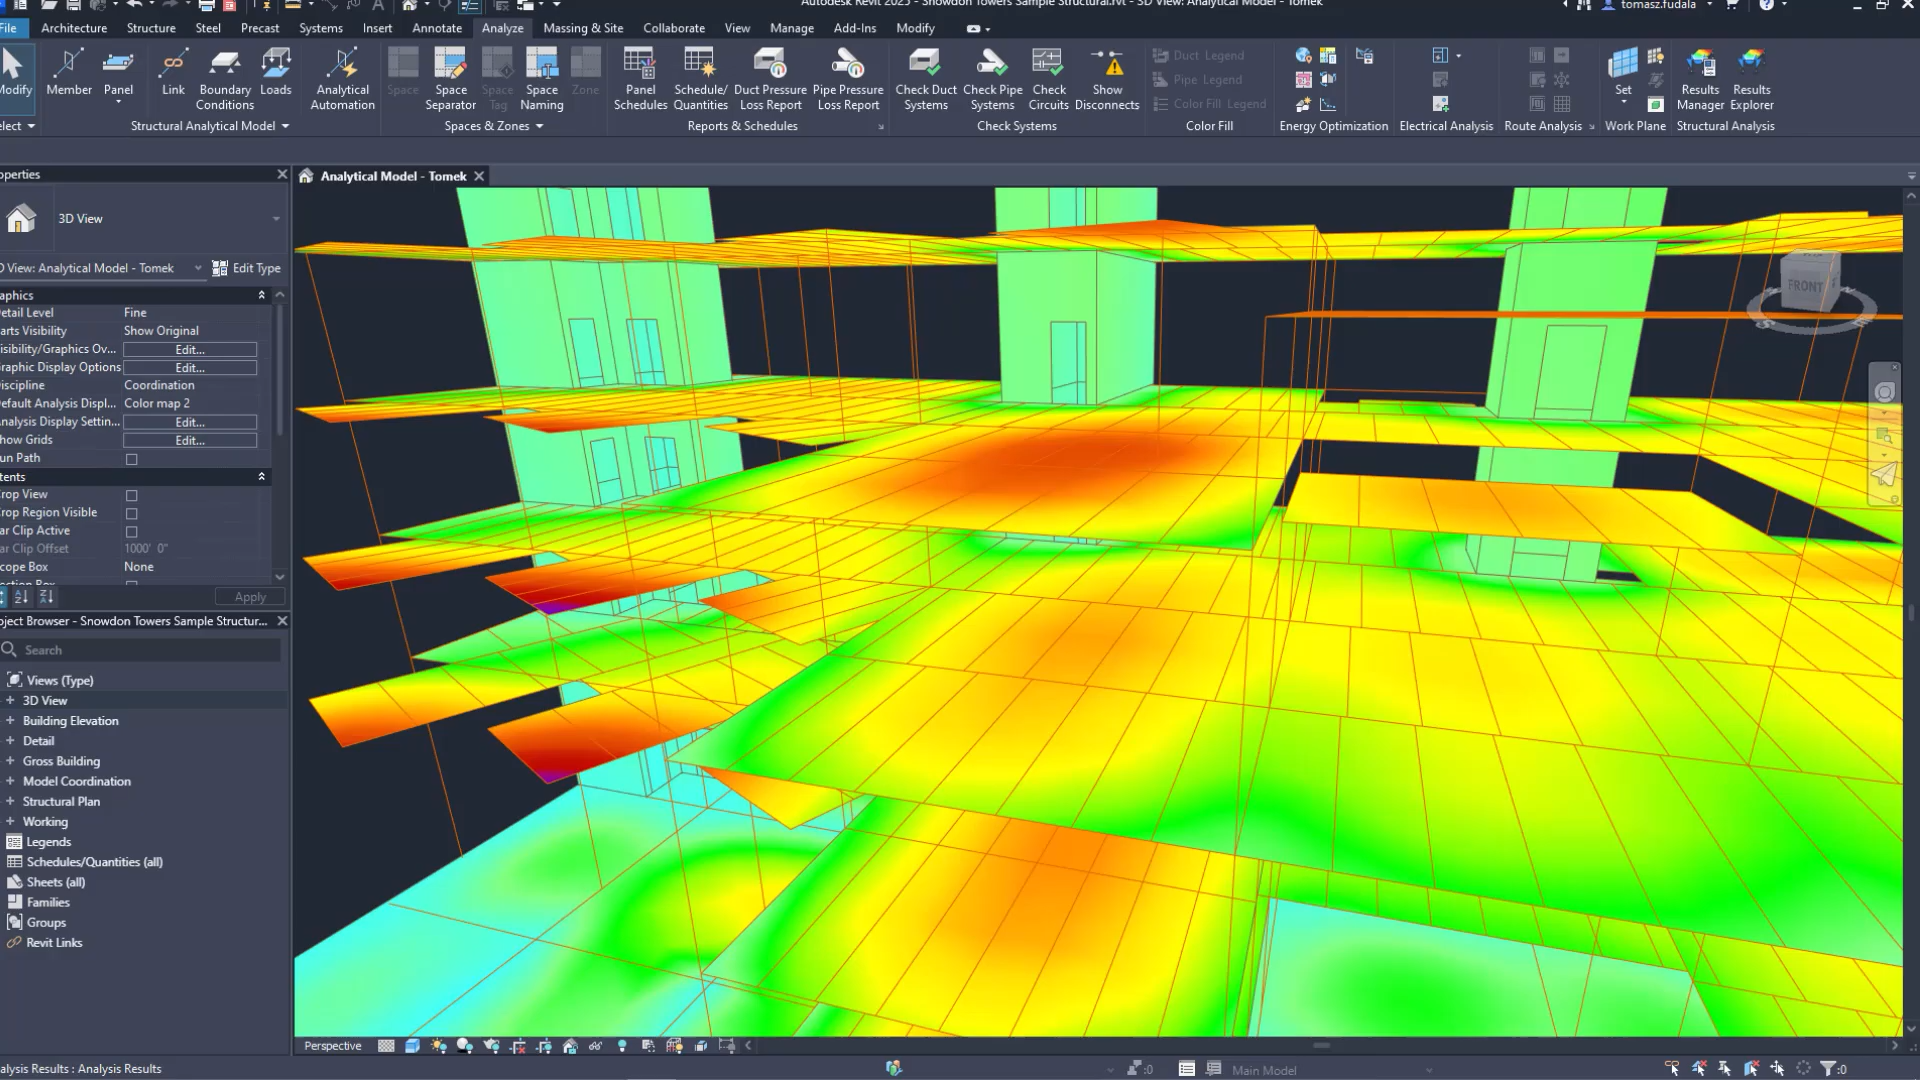 Autodesk Revit 2025 - Snowdon Towers Sample Structural.rvt - 3D View: Analytical Model - Tomek
tomasz.fudala
File Architecture Structure Steel Precast Systems Insert Annotate Analyze Massing & Site Collaborate View Manage Add-Ins Modify
Modify Member Panel Link Boundary Conditions Loads Analytical Automation Space Space Separator Space Tag Space Naming Zone Panel Schedules Schedule/ Quantities Duct Pressure Loss Report Pipe Pressure Loss Report Check Duct Systems Check Pipe Systems Check Circuits Show Disconnects Duct Legend Pipe Legend Color Fill Legend Set Results Manager Results Explorer
elect Structural Analytical Model Spaces & Zones Reports & Schedules Check Systems Color Fill Energy Optimization Electrical Analysis Route Analysis Work Plane Structural Analysis
operties
Analytical Model - Tomek
3D View
D View: Analytical Model - Tomek Edit Type
aphics
Detail Level Fine
arts Visibility Show Original
isibility/Graphics Ov... Edit...
raphic Display Options Edit...
iscipline Coordination
efault Analysis Displ... Color map 2
nalysis Display Settin... Edit...
how Grids Edit...
un Path
tents
rop View
rop Region Visible
ar Clip Active
ar Clip Offset 1000' 0"
cope Box None
ection Box
Apply
oject Browser - Snowdon Towers Sample Structur...
Search
Views (Type)
3D View
Building Elevation
Detail
Gross Building
Model Coordination
Structural Plan
Working
Legends
Schedules/Quantities (all)
Sheets (all)
Families
Groups
Revit Links
FRONT
Perspective
alysis Results : Analysis Results
:0
Main Model
:0